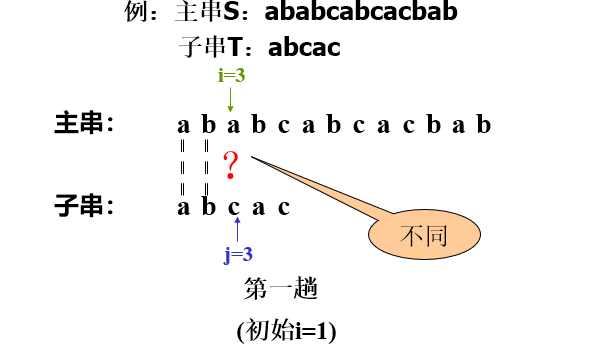 例：主串S：ababcabcacbab
子串T：abcac
i=3
主串： a b a b c a b c a c b a b
？
子串： a b c a c
不同
j=3
第一趟
(初始i=1)